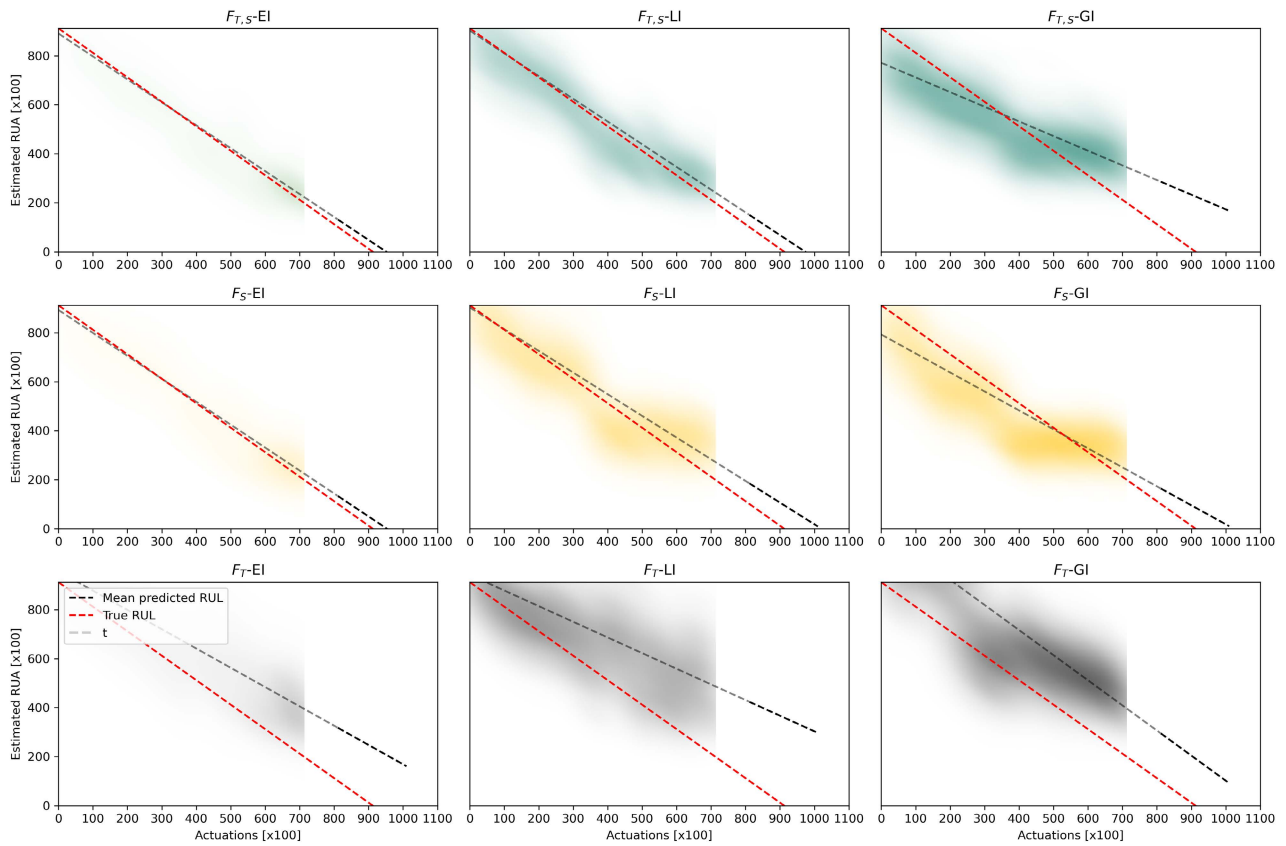 F_{T,S}-EI
F_{T,S}-LI
F_{T,S}-GI
Estimated RUA [x100]
800
600
400
200
0
0 100 200 300 400 500 600 700 800 900 1000 1100
0 100 200 300 400 500 600 700 800 900 1000 1100
0 100 200 300 400 500 600 700 800 900 1000 1100
F_S-EI
F_S-LI
F_S-GI
Estimated RUA [x100]
800
600
400
200
0
0 100 200 300 400 500 600 700 800 900 1000 1100
0 100 200 300 400 500 600 700 800 900 1000 1100
0 100 200 300 400 500 600 700 800 900 1000 1100
F_T-EI
F_T-LI
F_T-GI
Mean predicted RUL
True RUL
t
Estimated RUA [x100]
800
600
400
200
0
0 100 200 300 400 500 600 700 800 900 1000 1100
0 100 200 300 400 500 600 700 800 900 1000 1100
0 100 200 300 400 500 600 700 800 900 1000 1100
Actuations [x100]
Actuations [x100]
Actuations [x100]